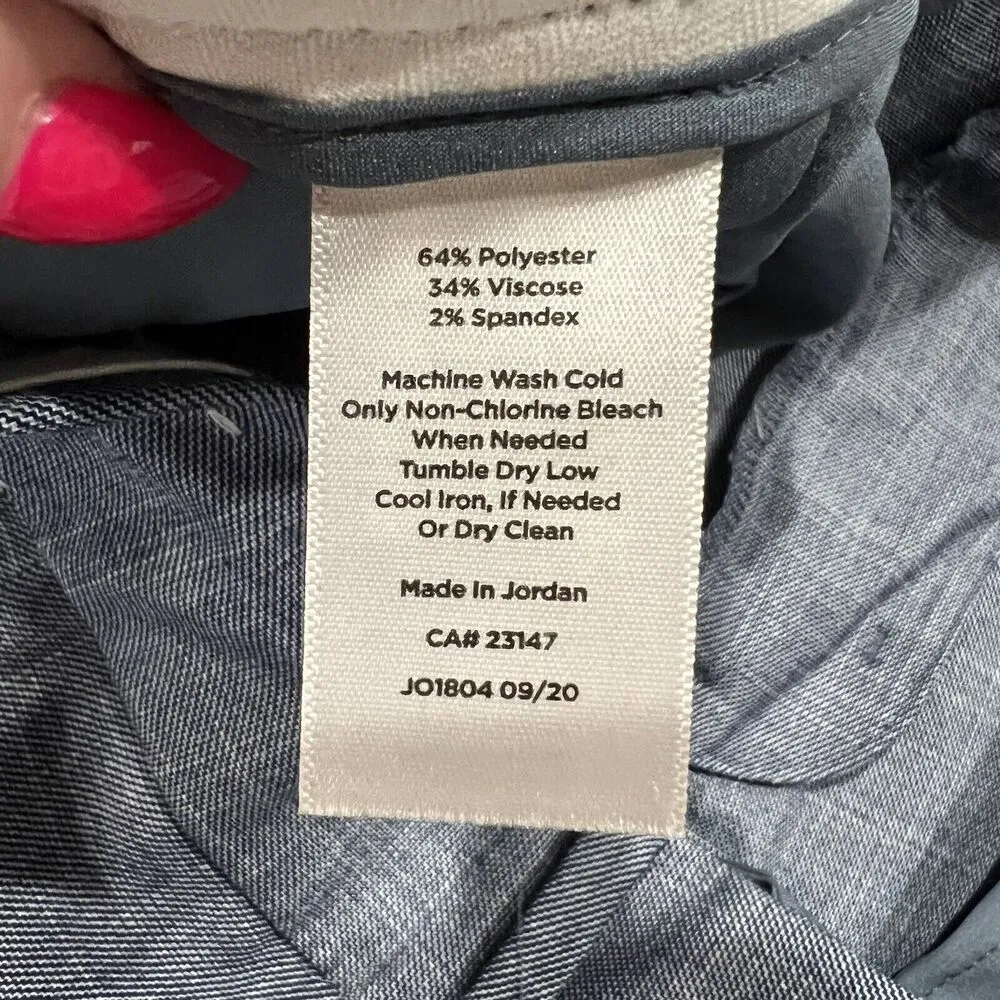 64% Polyester
34% Viscose
2% Spandex
Machine Wash Cold
Only Non-Chlorine Bleach
When Needed
Tumble Dry Low
Cool Iron, If Needed
Or Dry Clean
Made In Jordan
CA# 23147
JO1804 09/20